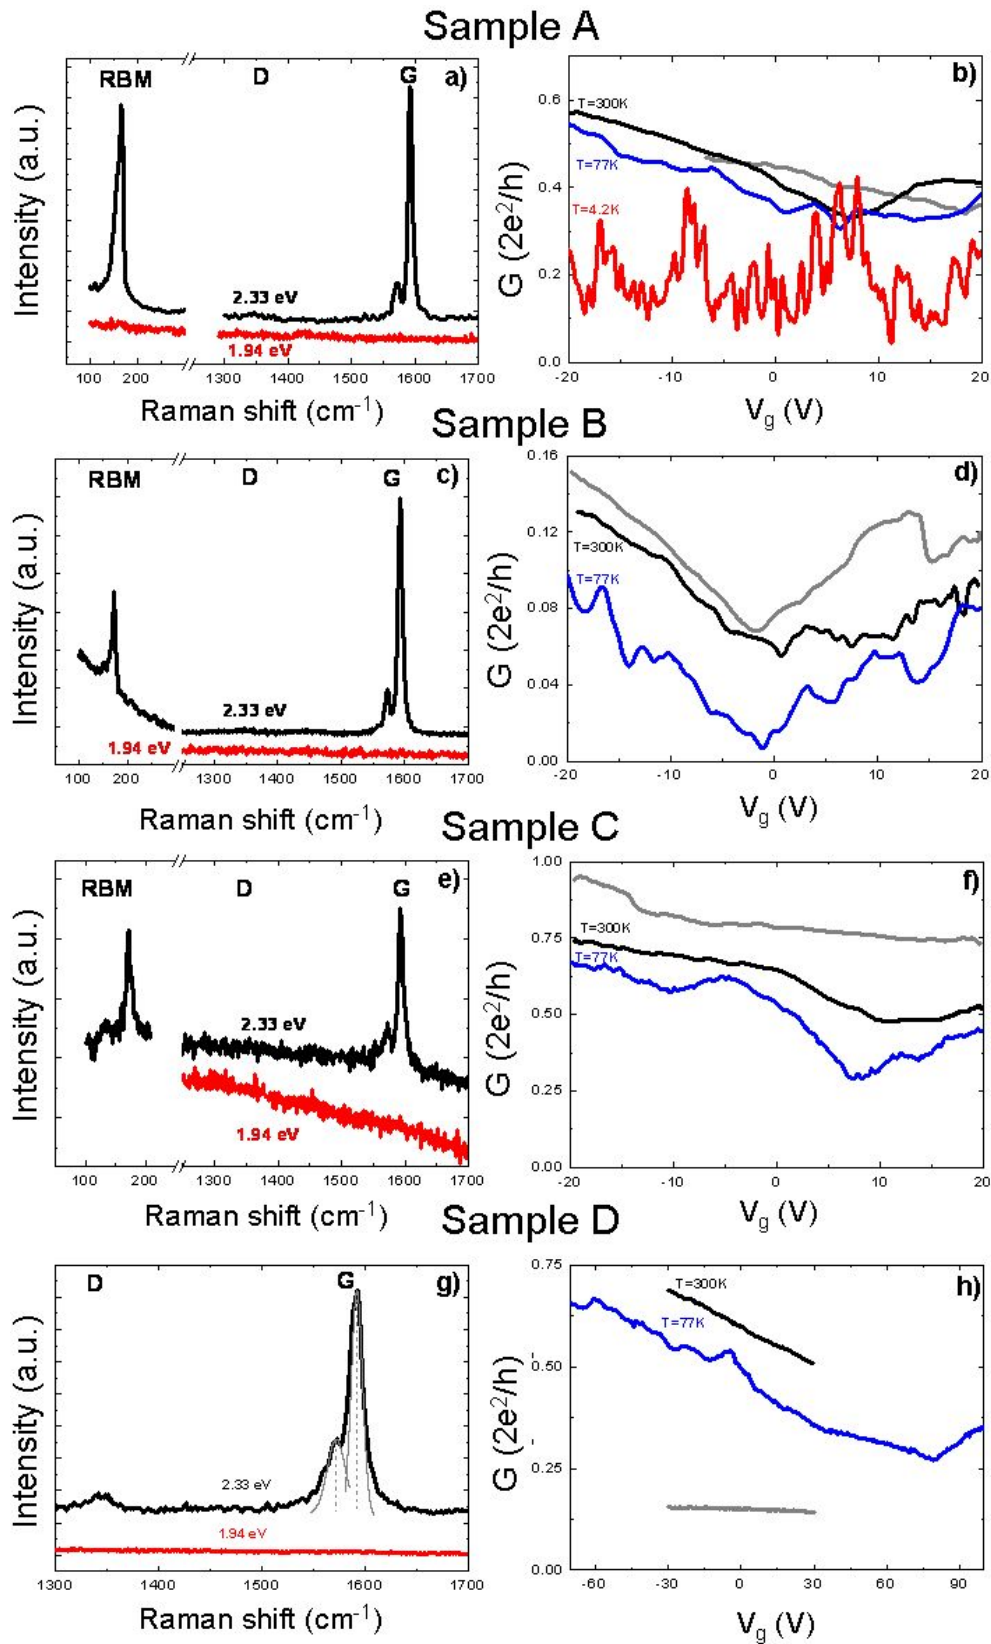 Sample A
RBM D G a)
Intensity (a.u.)
2.33 eV
1.94 eV
100 200 1300 1400 1500 1600 1700
Raman shift (cm-1)
b)
G (2e2/h)
0.6
0.4
0.2
0.0
T=300K
T=77K
T=4.2K
-20 -10 0 10 20
Vg (V)
Sample B
RBM D G c)
Intensity (a.u.)
2.33 eV
1.94 eV
100 200 1300 1400 1500 1600 1700
Raman shift (cm-1)
d)
G (2e2/h)
0.16
0.12
0.08
0.04
0.00
T=300K
T=77K
-20 -10 0 10 20
Vg (V)
Sample C
RBM D G e)
Intensity (a.u.)
2.33 eV
1.94 eV
100 200 1300 1400 1500 1600 1700
Raman shift (cm-1)
f)
G (2e2/h)
1.00
0.75
0.50
0.25
0.00
T=300K
T=77K
-20 -10 0 10 20
Vg (V)
Sample D
D G g)
Intensity (a.u.)
2.33 eV
1.94 eV
1300 1400 1500 1600 1700
Raman shift (cm-1)
h)
G (2e2/h)
0.75
0.50
0.25
0.00
T=300K
T=77K
-60 -30 0 30 60 90
Vg (V)